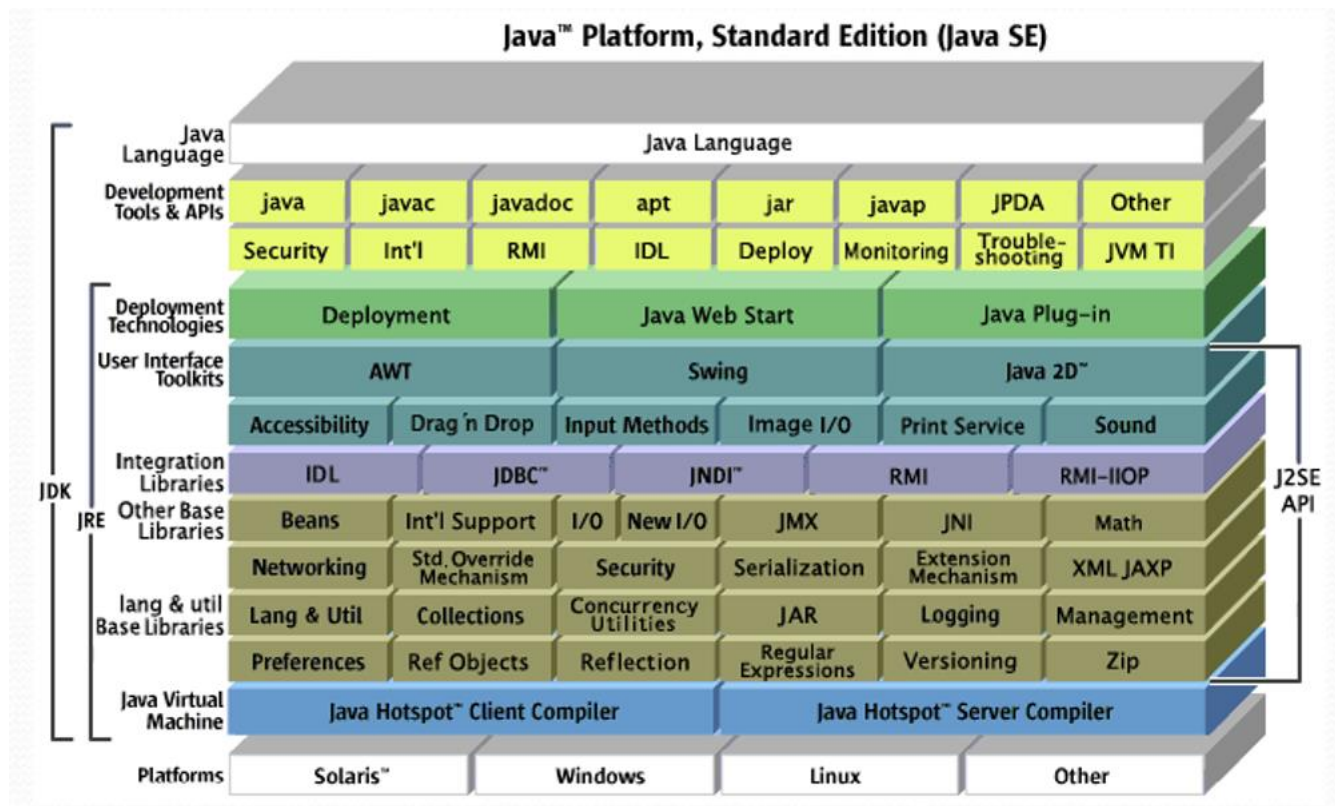 Java™ Platform, Standard Edition (Java SE)
Java Language
Java Language
Development Tools & APIs
java javac javadoc apt jar javap JPDA Other
Security Int'l RMI IDL Deploy Monitoring Trouble-shooting JVM TI
Deployment Technologies
Deployment Java Web Start Java Plug-in
User Interface Toolkits
AWT Swing Java 2D™
Accessibility Drag 'n Drop Input Methods Image I/O Print Service Sound
Integration Libraries
IDL JDBC™ JNDI™ RMI RMI-IIOP
JDK
JRE
J2SE API
Other Base Libraries
Beans Int'l Support I/O New I/O JMX JNI Math
Networking Std. Override Mechanism Security Serialization Extension Mechanism XML JAXP
lang & util Base Libraries
Lang & Util Collections Concurrency Utilities JAR Logging Management
Preferences Ref Objects Reflection Regular Expressions Versioning Zip
Java Virtual Machine
Java Hotspot™ Client Compiler Java Hotspot™ Server Compiler
Platforms
Solaris™ Windows Linux Other